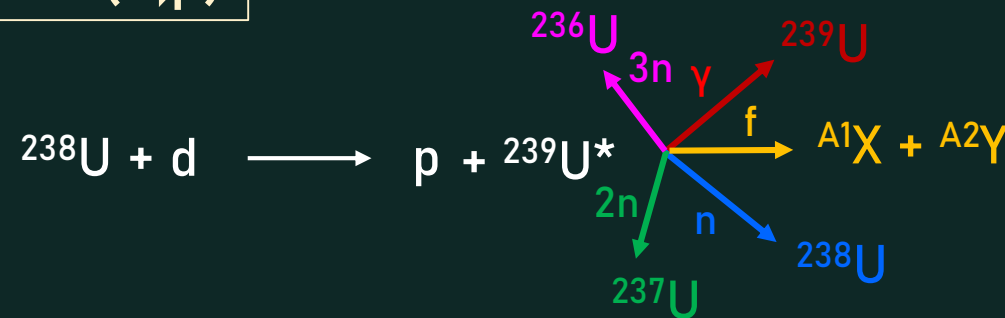 ²³⁶U
²³⁹U
3n
γ
f
²³⁸U + d ⟶ p + ²³⁹U*
ᴬ¹X + ᴬ²Y
2n
n
²³⁸U
²³⁷U